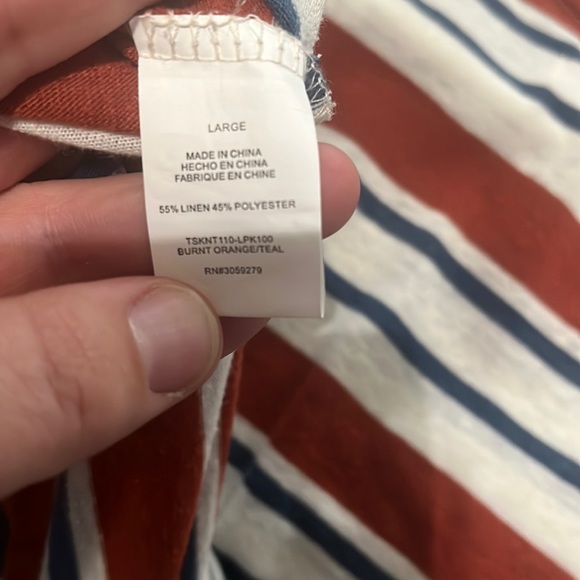 LARGE
MADE IN CHINA
HECHO EN CHINA
FABRIQUE EN CHINE
55% LINEN 45% POLYESTER
TSKNT110-LPK100
BURNT ORANGE/TEAL
RN#3059279